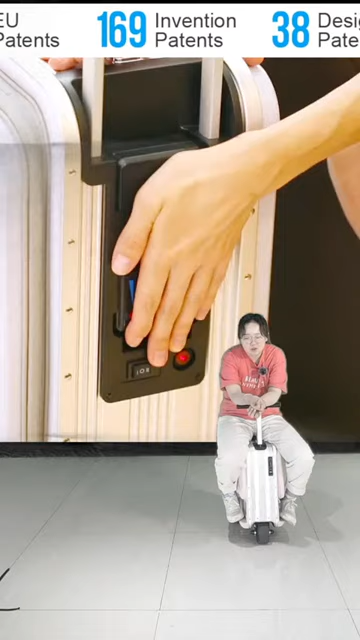 EU
Patents
169 Invention
Patents
38 Desig
Pate